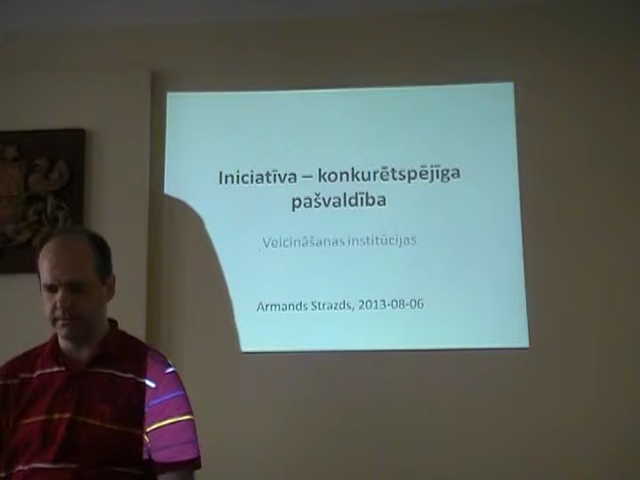 Iniciatīva – konkurētspējīga
pašvaldība
Veicināšanas institūcijas
Armands Strazds, 2013-08-06